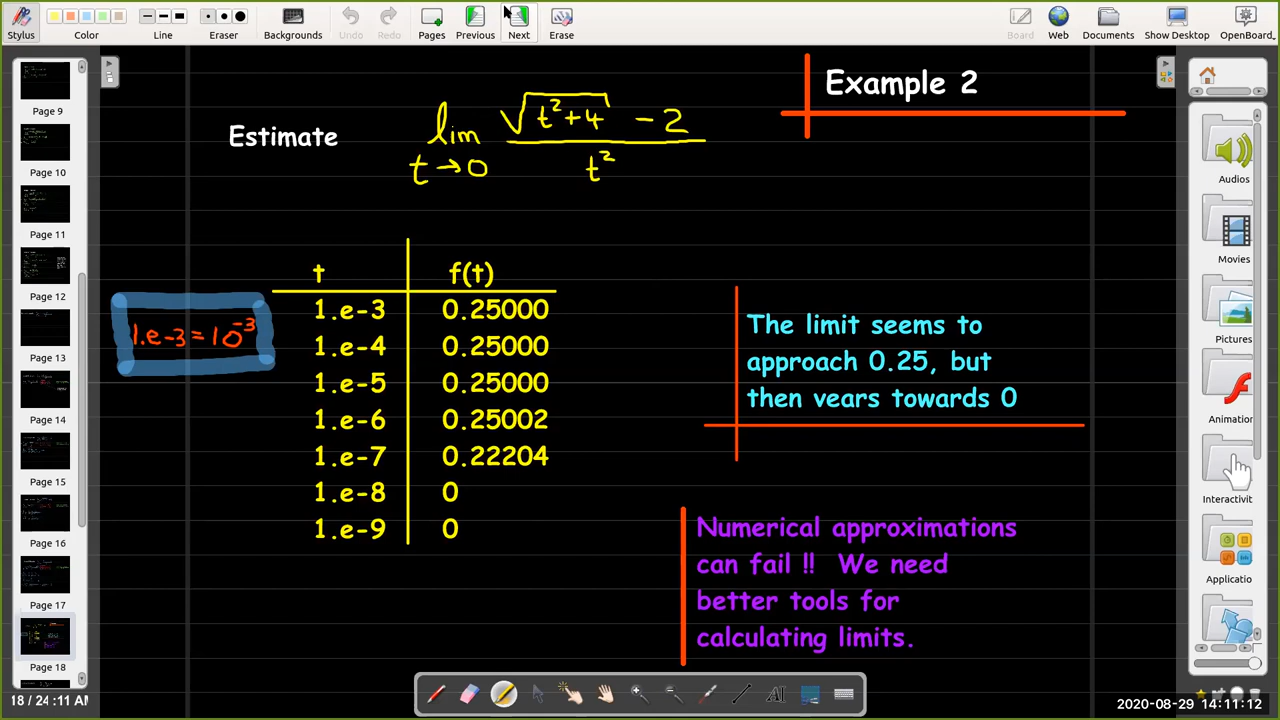 Stylus
Color
Line
Eraser
Backgrounds
Undo
Redo
Pages
Previous
Next
Erase
Board
Web
Documents
Show Desktop
OpenBoard
Page 9
Page 10
Page 11
Page 12
Page 13
Page 14
Page 15
Page 16
Page 17
Page 18
18 / 24:11 AM
Example 2
Estimate lim t→0 (√(t²+4) - 2)/t²
t f(t)
1.e-3 0.25000
1.e-4 0.25000
1.e-5 0.25000
1.e-6 0.25002
1.e-7 0.22204
1.e-8 0
1.e-9 0
1.e-3 = 10⁻³
The limit seems to
approach 0.25, but
then vears towards 0
Numerical approximations
can fail !! We need
better tools for
calculating limits.
Audios
Movies
Pictures
Animation
Interactivit
Applicatio
2020-08-29 14:11:12